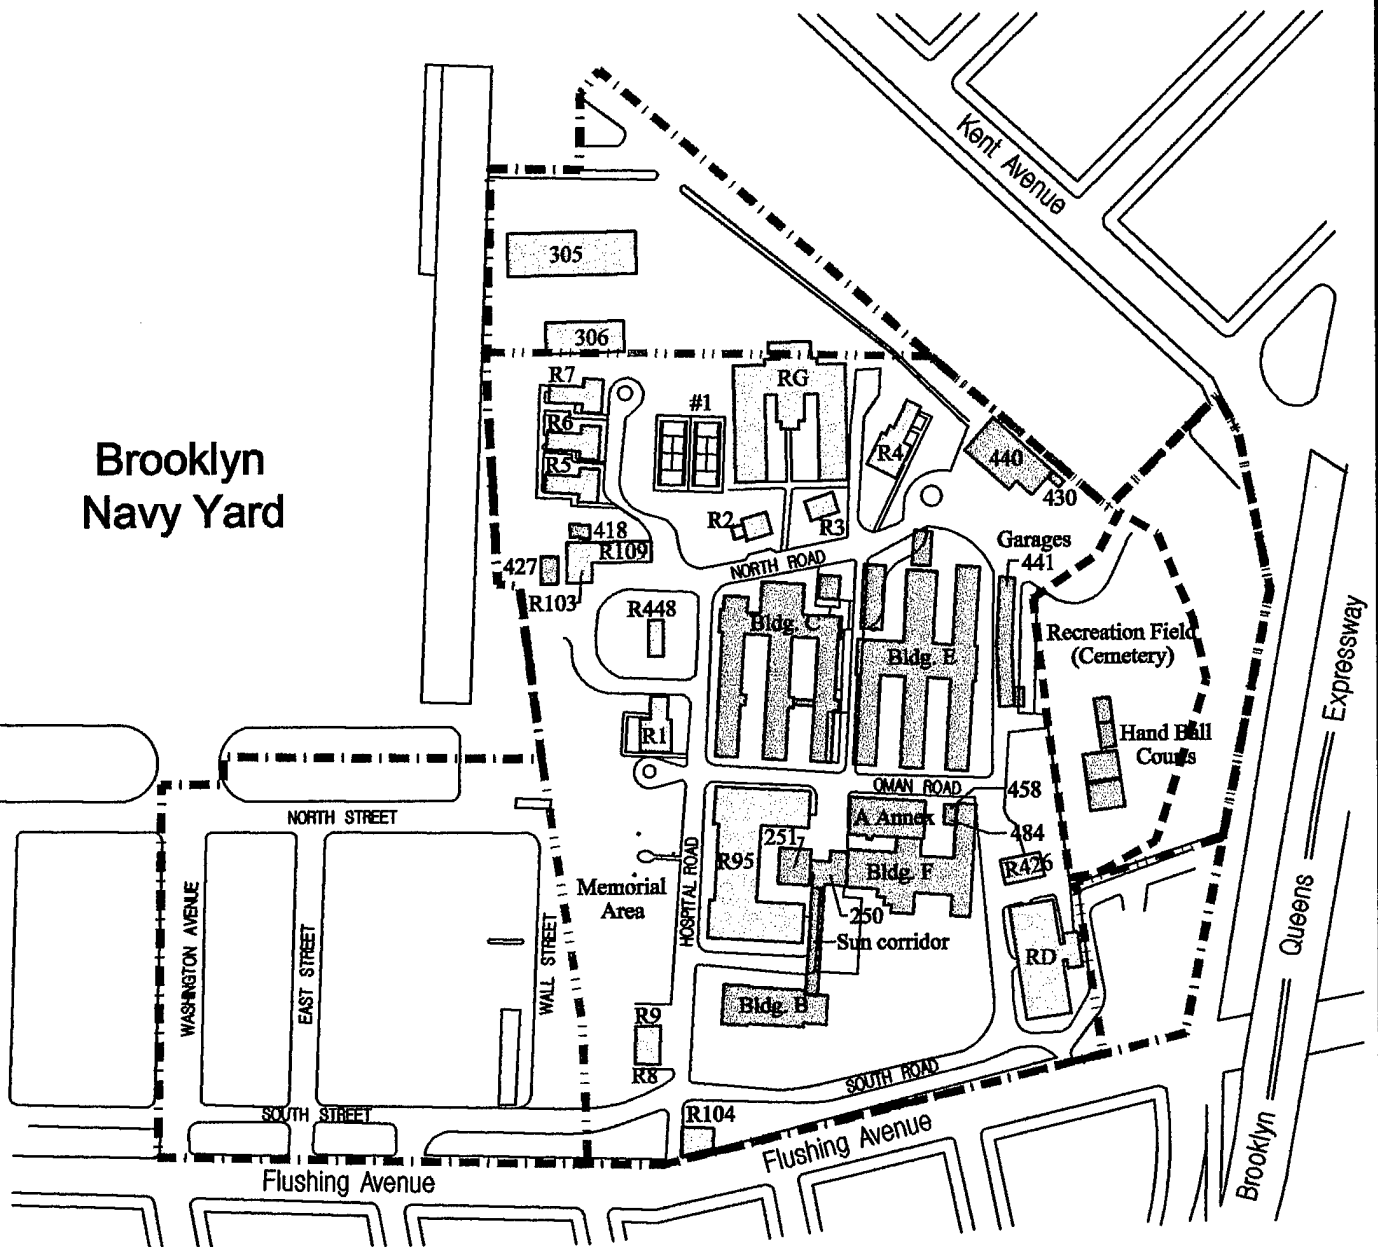 Kent Avenue
305
306
R7
#1
RG
R6
R5
R4
440
430
R2
R3
418
R109
427
R103
NORTH ROAD
Garages
441
R448
Bldg. C
Bldg. E
Recreation Field
(Cemetery)
Brooklyn
Navy Yard
R1
Hand Ball
Courts
OMAN ROAD
458
484
A Annex
NORTH STREET
251
R95
Bldg. F
R426
Memorial
Area
HOSPITAL ROAD
250
Sun corridor
RD
WASHINGTON AVENUE
EAST STREET
WALL STREET
Bldg. B
R9
R8
SOUTH ROAD
SOUTH STREET
R104
Flushing Avenue
Flushing Avenue
Brooklyn Queens Expressway